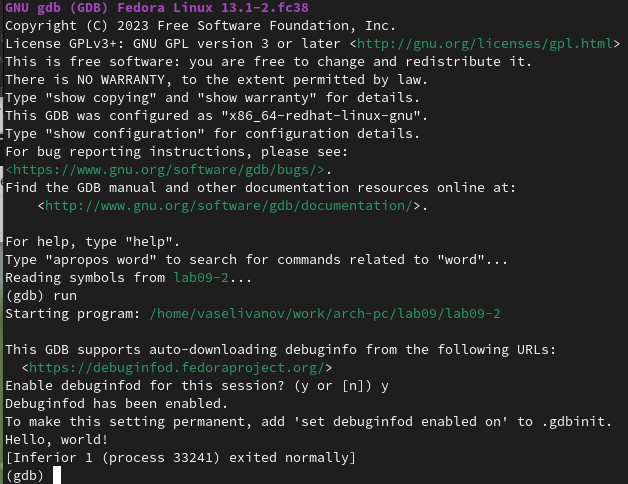 GNU gdb (GDB) Fedora Linux 13.1-2.fc38
Copyright (C) 2023 Free Software Foundation, Inc.
License GPLv3+: GNU GPL version 3 or later <http://gnu.org/licenses/gpl.html>
This is free software: you are free to change and redistribute it.
There is NO WARRANTY, to the extent permitted by law.
Type "show copying" and "show warranty" for details.
This GDB was configured as "x86_64-redhat-linux-gnu".
Type "show configuration" for configuration details.
For bug reporting instructions, please see:
<https://www.gnu.org/software/gdb/bugs/>.
Find the GDB manual and other documentation resources online at:
    <http://www.gnu.org/software/gdb/documentation/>.

For help, type "help".
Type "apropos word" to search for commands related to "word"...
Reading symbols from lab09-2...
(gdb) run
Starting program: /home/vaselivanov/work/arch-pc/lab09/lab09-2

This GDB supports auto-downloading debuginfo from the following URLs:
  <https://debuginfod.fedoraproject.org/>
Enable debuginfod for this session? (y or [n]) y
Debuginfod has been enabled.
To make this setting permanent, add 'set debuginfod enabled on' to .gdbinit.
Hello, world!
[Inferior 1 (process 33241) exited normally]
(gdb)